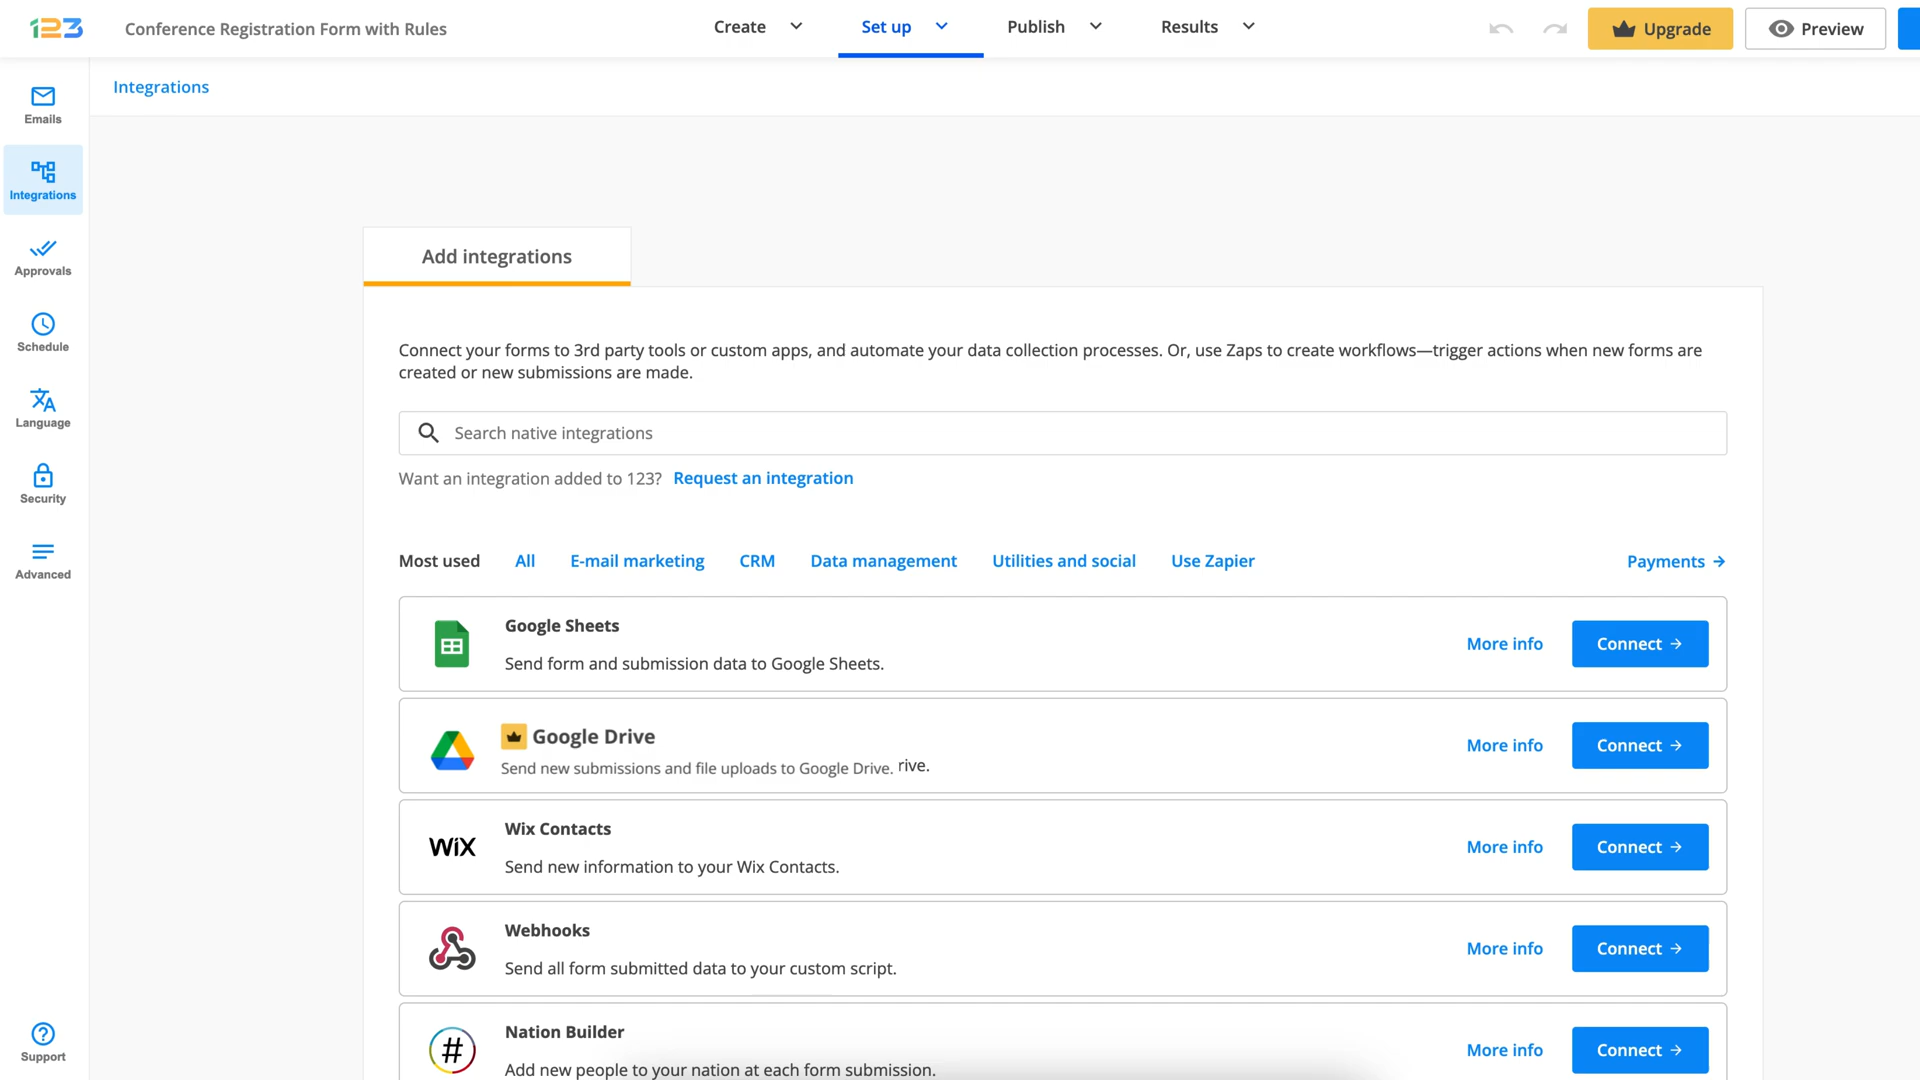 123 Conference Registration Form with Rules Create Set up Publish Results Upgrade Preview
Integrations
Emails
Integrations
Approvals
Schedule
Language
Security
Advanced
Support
Add integrations
Connect your forms to 3rd party tools or custom apps, and automate your data collection processes. Or, use Zaps to create workflows—trigger actions when new forms are
created or new submissions are made.
Search native integrations
Want an integration added to 123? Request an integration
Most used All E-mail marketing CRM Data management Utilities and social Use Zapier Payments →
Google Sheets
Send form and submission data to Google Sheets.
More info Connect →
Google Drive
Send new submissions and file uploads to Google Drive. rive.
More info Connect →
WiX
Wix Contacts
Send new information to your Wix Contacts.
More info Connect →
Webhooks
Send all form submitted data to your custom script.
More info Connect →
#
Nation Builder
Add new people to your nation at each form submission.
More info Connect →